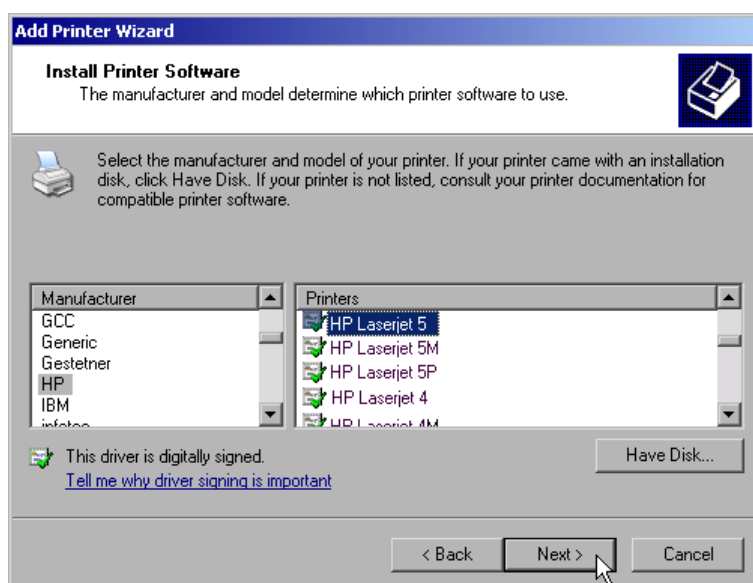 Add Printer Wizard
Install Printer Software
The manufacturer and model determine which printer software to use.
Select the manufacturer and model of your printer. If your printer came with an installation
disk, click Have Disk. If your printer is not listed, consult your printer documentation for
compatible printer software.
Manufacturer
GCC
Generic
Gestetner
HP
IBM
infotec
Printers
HP Laserjet 5
HP Laserjet 5M
HP Laserjet 5P
HP Laserjet 4
HP Laserjet 4M
This driver is digitally signed.
Tell me why driver signing is important
Have Disk...
< Back
Next >
Cancel